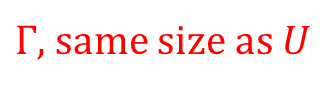 Γ, same size as U